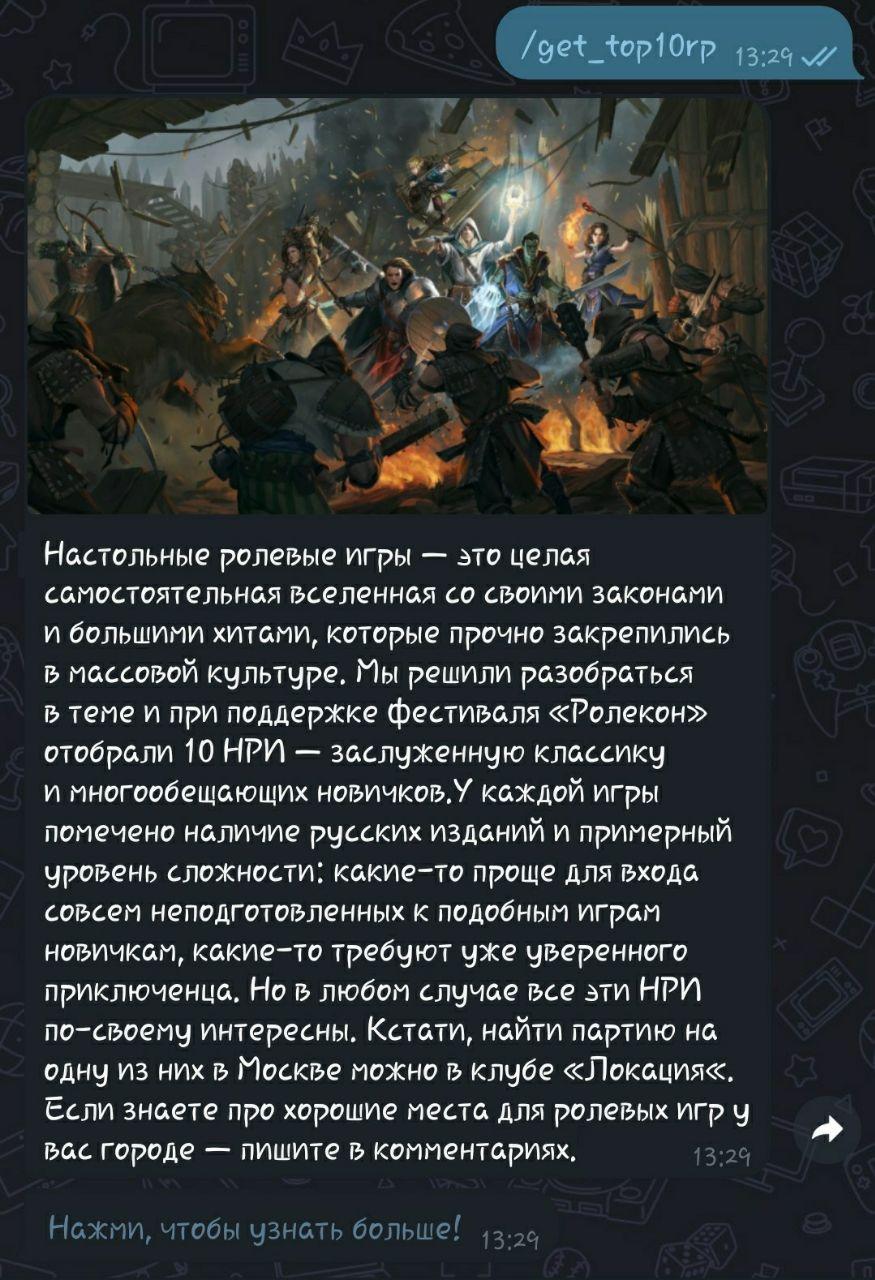 /get_top10rp 13:29
Настольные ролевые игры — это целая
самостоятельная вселенная со своими законами
и большими хитами, которые прочно закрепились
в массовой культуре. Мы решили разобраться
в теме и при поддержке фестиваля «Ролекон»
отобрали 10 НРИ — заслуженную классику
и многообещающих новичков.У каждой игры
помечено наличие русских изданий и примерный
уровень сложности: какие-то проще для входа
совсем неподготовленных к подобным играм
новичкам, какие-то требуют уже уверенного
приключенца. Но в любом случае все эти НРИ
по-своему интересны. Кстати, найти партию на
одну из них в Москве можно в клубе «Локация«.
Если знаете про хорошие места для ролевых игр у
вас городе — пишите в комментариях.
13:29
Нажми, чтобы узнать больше! 13:29